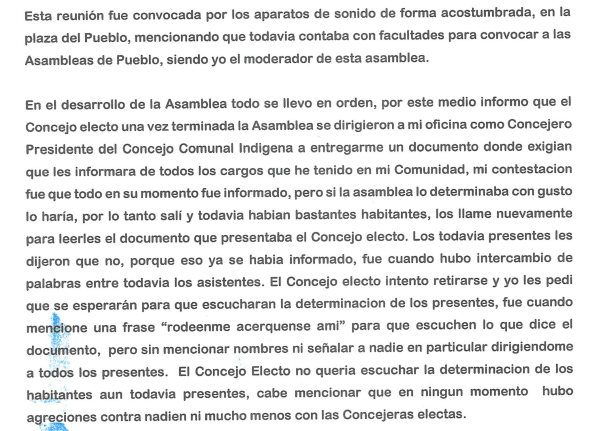 Esta reunión fue convocada por los aparatos de sonido de forma acostumbrada, en la
plaza del Pueblo, mencionando que todavia contaba con facultades para convocar a las
Asambleas de Pueblo, siendo yo el moderador de esta asamblea.

En el desarrollo de la Asamblea todo se llevo en orden, por este medio informo que el
Concejo electo una vez terminada la Asamblea se dirigieron a mi oficina como Concejero
Presidente del Concejo Comunal Indigena a entregarme un documento donde exigian
que les informara de todos los cargos que he tenido en mi Comunidad, mi contestacion
fue que todo en su momento fue informado, pero si la asamblea lo determinaba con gusto
lo haría, por lo tanto salí y todavia habian bastantes habitantes, los llame nuevamente
para leerles el documento que presentaba el Concejo electo. Los todavia presentes les
dijeron que no, porque eso ya se habia informado, fue cuando hubo intercambio de
palabras entre todavia los asistentes. El Concejo electo intento retirarse y yo les pedi
que se esperarán para que escucharan la determinacion de los presentes, fue cuando
mencione una frase “rodeenme acerquense ami” para que escuchen lo que dice el
documento, pero sin mencionar nombres ni señalar a nadie en particular dirigiendome
a todos los presentes. El Concejo Electo no queria escuchar la determinacion de los
habitantes aun todavia presentes, cabe mencionar que en ningun momento hubo
agreciones contra nadien ni mucho menos con las Concejeras electas.